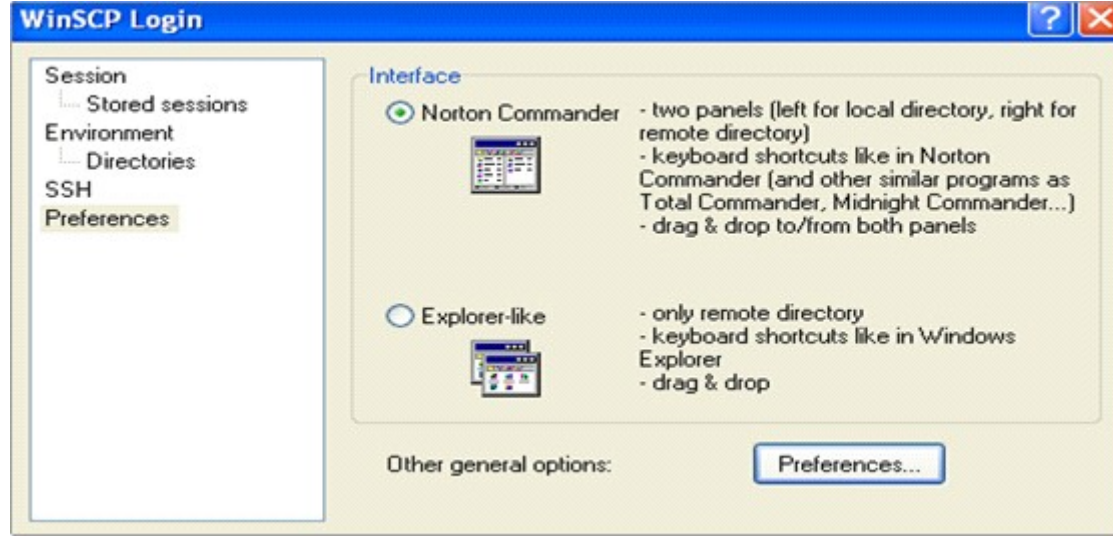 WinSCP Login
Session
Stored sessions
Environment
Directories
SSH
Preferences
Interface
Norton Commander
- two panels (left for local directory, right for
remote directory)
- keyboard shortcuts like in Norton
Commander (and other similar programs as
Total Commander, Midnight Commander...)
- drag & drop to/from both panels
Explorer-like
- only remote directory
- keyboard shortcuts like in Windows
Explorer
- drag & drop
Other general options:
Preferences...